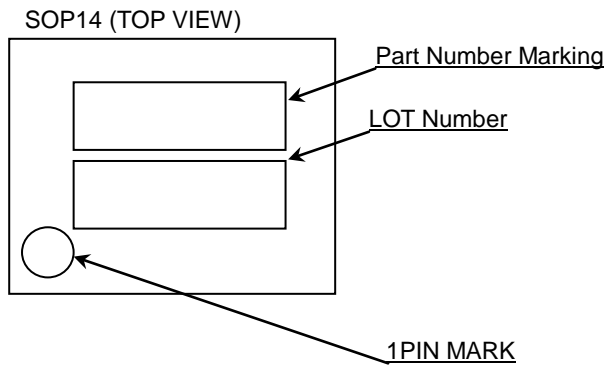 SOP14 (TOP VIEW)
Part Number Marking
LOT Number
1PIN MARK